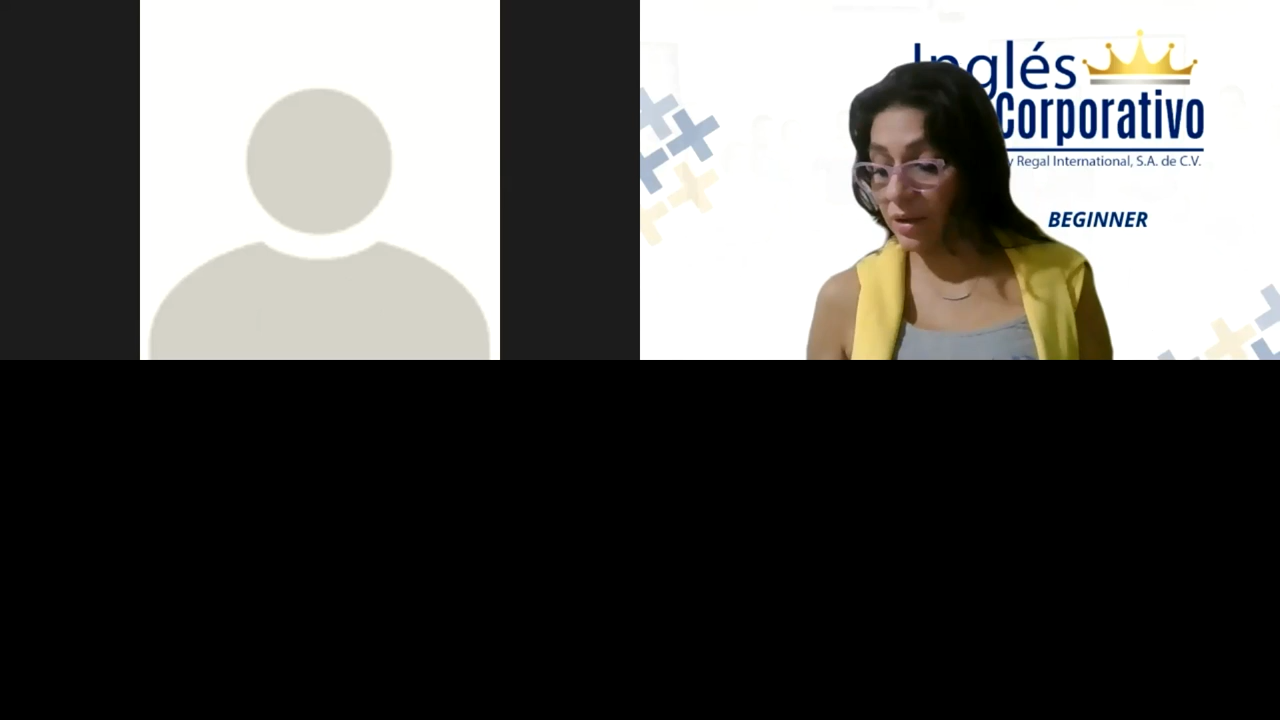 Inglés
Corporativo
y Regal International, S.A. de C.V.
BEGINNER